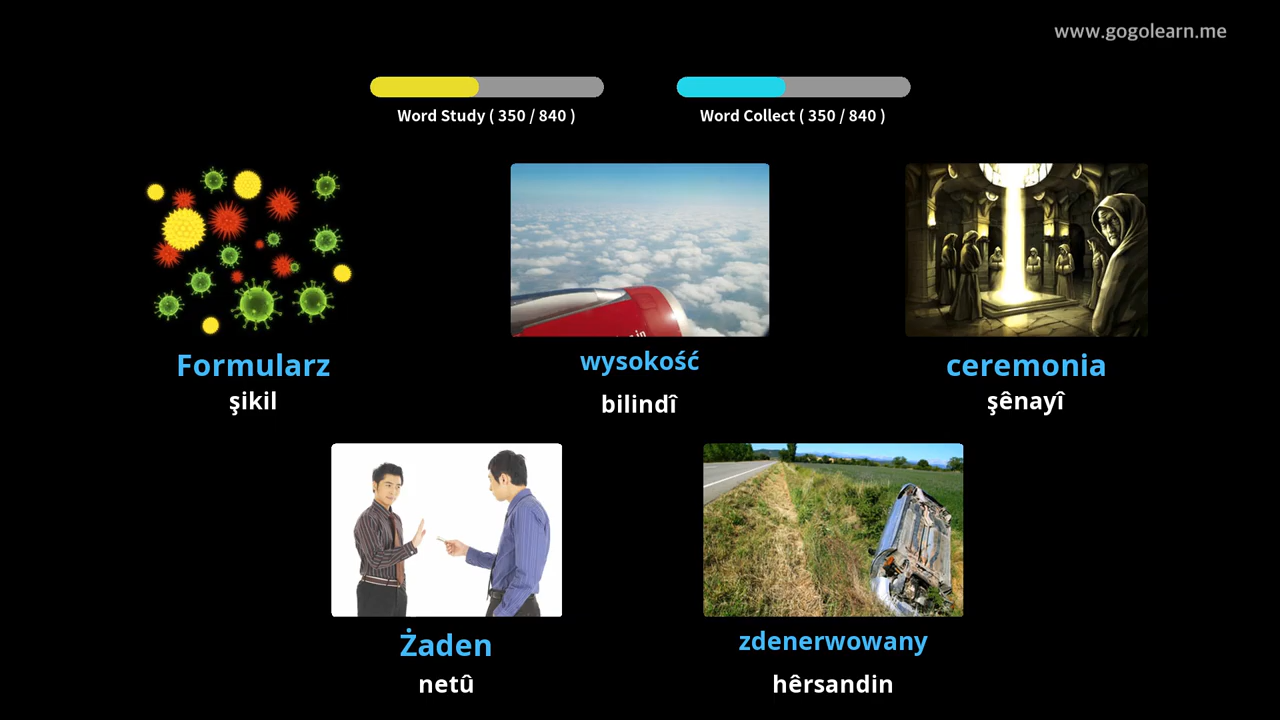 www.gogolearn.me
Word Study ( 350 / 840 )
Word Collect ( 350 / 840 )
Formularz
şikil
wysokość
bilindî
ceremonia
şênayî
Żaden
netû
zdenerwowany
hêrsandin